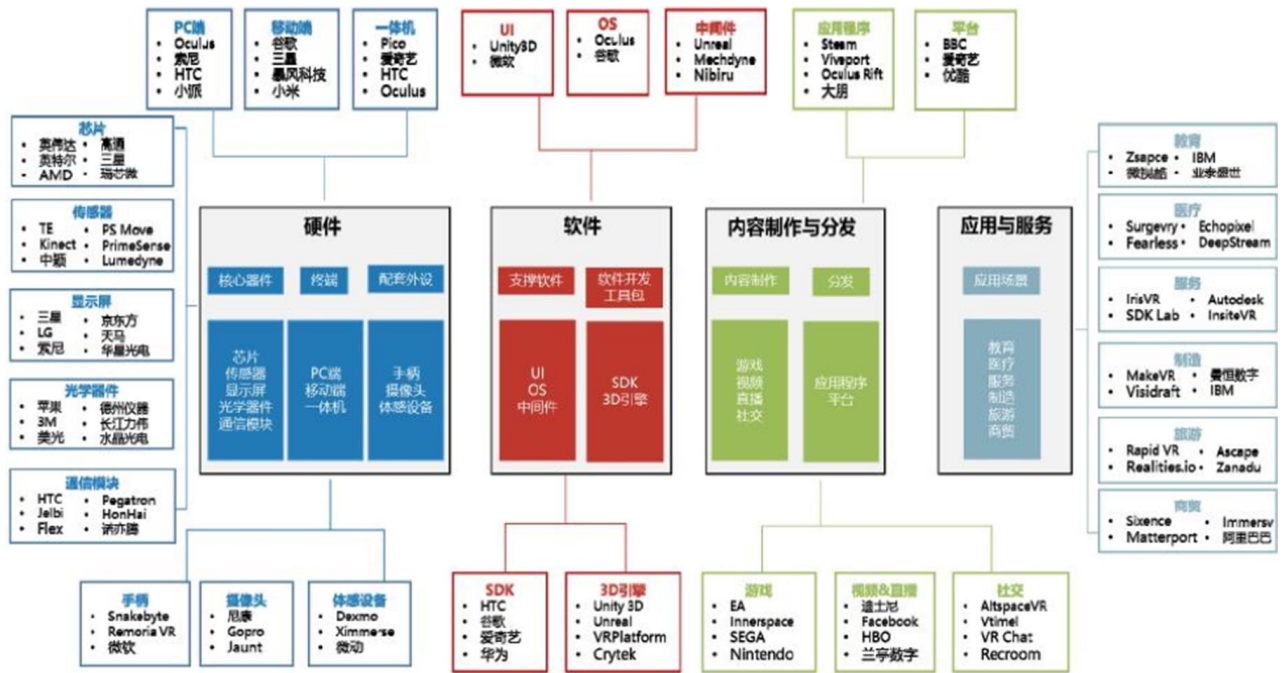 PC端
• Oculus
• 索尼
• HTC
• 小派
移动端
• 谷歌
• 三星
• 暴风科技
• 小米
一体机
• Pico
• 爱奇艺
• HTC
• Oculus
UI
• Unity3D
• 微软
OS
• Oculus
• 谷歌
中间件
• Unreal
• Mechdyne
• Nibiru
应用程序
• Steam
• Viveport
• Oculus Rift
• 大朋
平台
• BBC
• 爱奇艺
• 优酷
芯片
• 英伟达 • 高通
• 英特尔 • 三星
• AMD • 瑞芯微
传感器
• TE • PS Move
• Kinect • PrimeSense
• 中颖 • Lumedyne
显示屏
• 三星 • 京东方
• LG • 天马
• 索尼 • 华星光电
光学器件
• 苹果 • 德州仪器
• 3M • 长江力伟
• 美光 • 水晶光电
通信模块
• HTC • Pegatron
• Jelbi • HonHai
• Flex • 诺亦腾
硬件
核心器件
终端
配套外设
芯片
传感器
显示屏
光学器件
通信模块
PC端
移动端
一体机
手柄
摄像头
体感设备
软件
支撑软件
软件开发
工具包
UI
OS
中间件
SDK
3D引擎
内容制作与分发
内容制作
分发
游戏
视频
直播
社交
应用程序
平台
应用与服务
应用场景
教育
医疗
服务
制造
旅游
商贸
教育
• Zsapce • IBM
• 微视酷 • 业泰盛世
医疗
• Surgevry • Echopixel
• Fearless • DeepStream
服务
• IrisVR • Autodesk
• SDK Lab • InsiteVR
制造
• MakeVR • 曼恒数字
• Visidraft • IBM
旅游
• Rapid VR • Ascape
• Realities.io • Zanadu
商贸
• Sixence • Immersv
• Matterport • 阿里巴巴
手柄
• Snakebyte
• Remoria VR
• 微软
摄像头
• 尼康
• Gopro
• Jaunt
体感设备
• Dexmo
• Ximmerse
• 微动
SDK
• HTC
• 谷歌
• 爱奇艺
• 华为
3D引擎
• Unity 3D
• Unreal
• VRPlatform
• Crytek
游戏
• EA
• Innerspace
• SEGA
• Nintendo
视频&直播
• 迪士尼
• Facebook
• HBO
• 兰亭数字
社交
• AltspaceVR
• Vtimel
• VR Chat
• Recroom